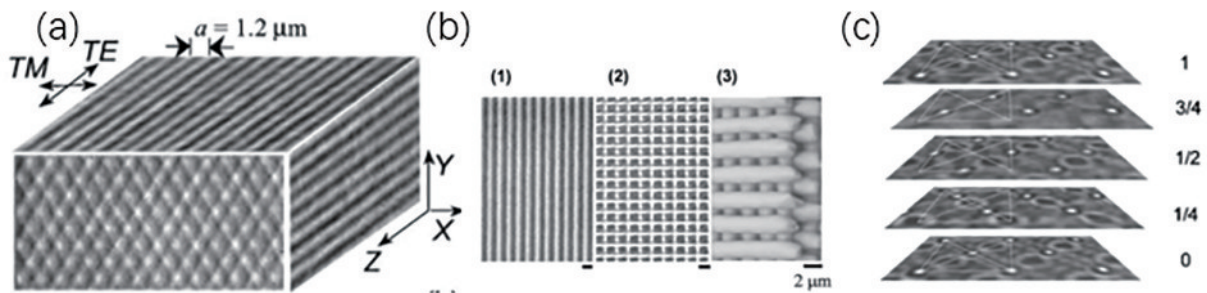 (a)
a = 1.2 μm
TM
TE
Y
X
Z
(b)
(1)
(2)
(3)
2 μm
(c)
1
3/4
1/2
1/4
0